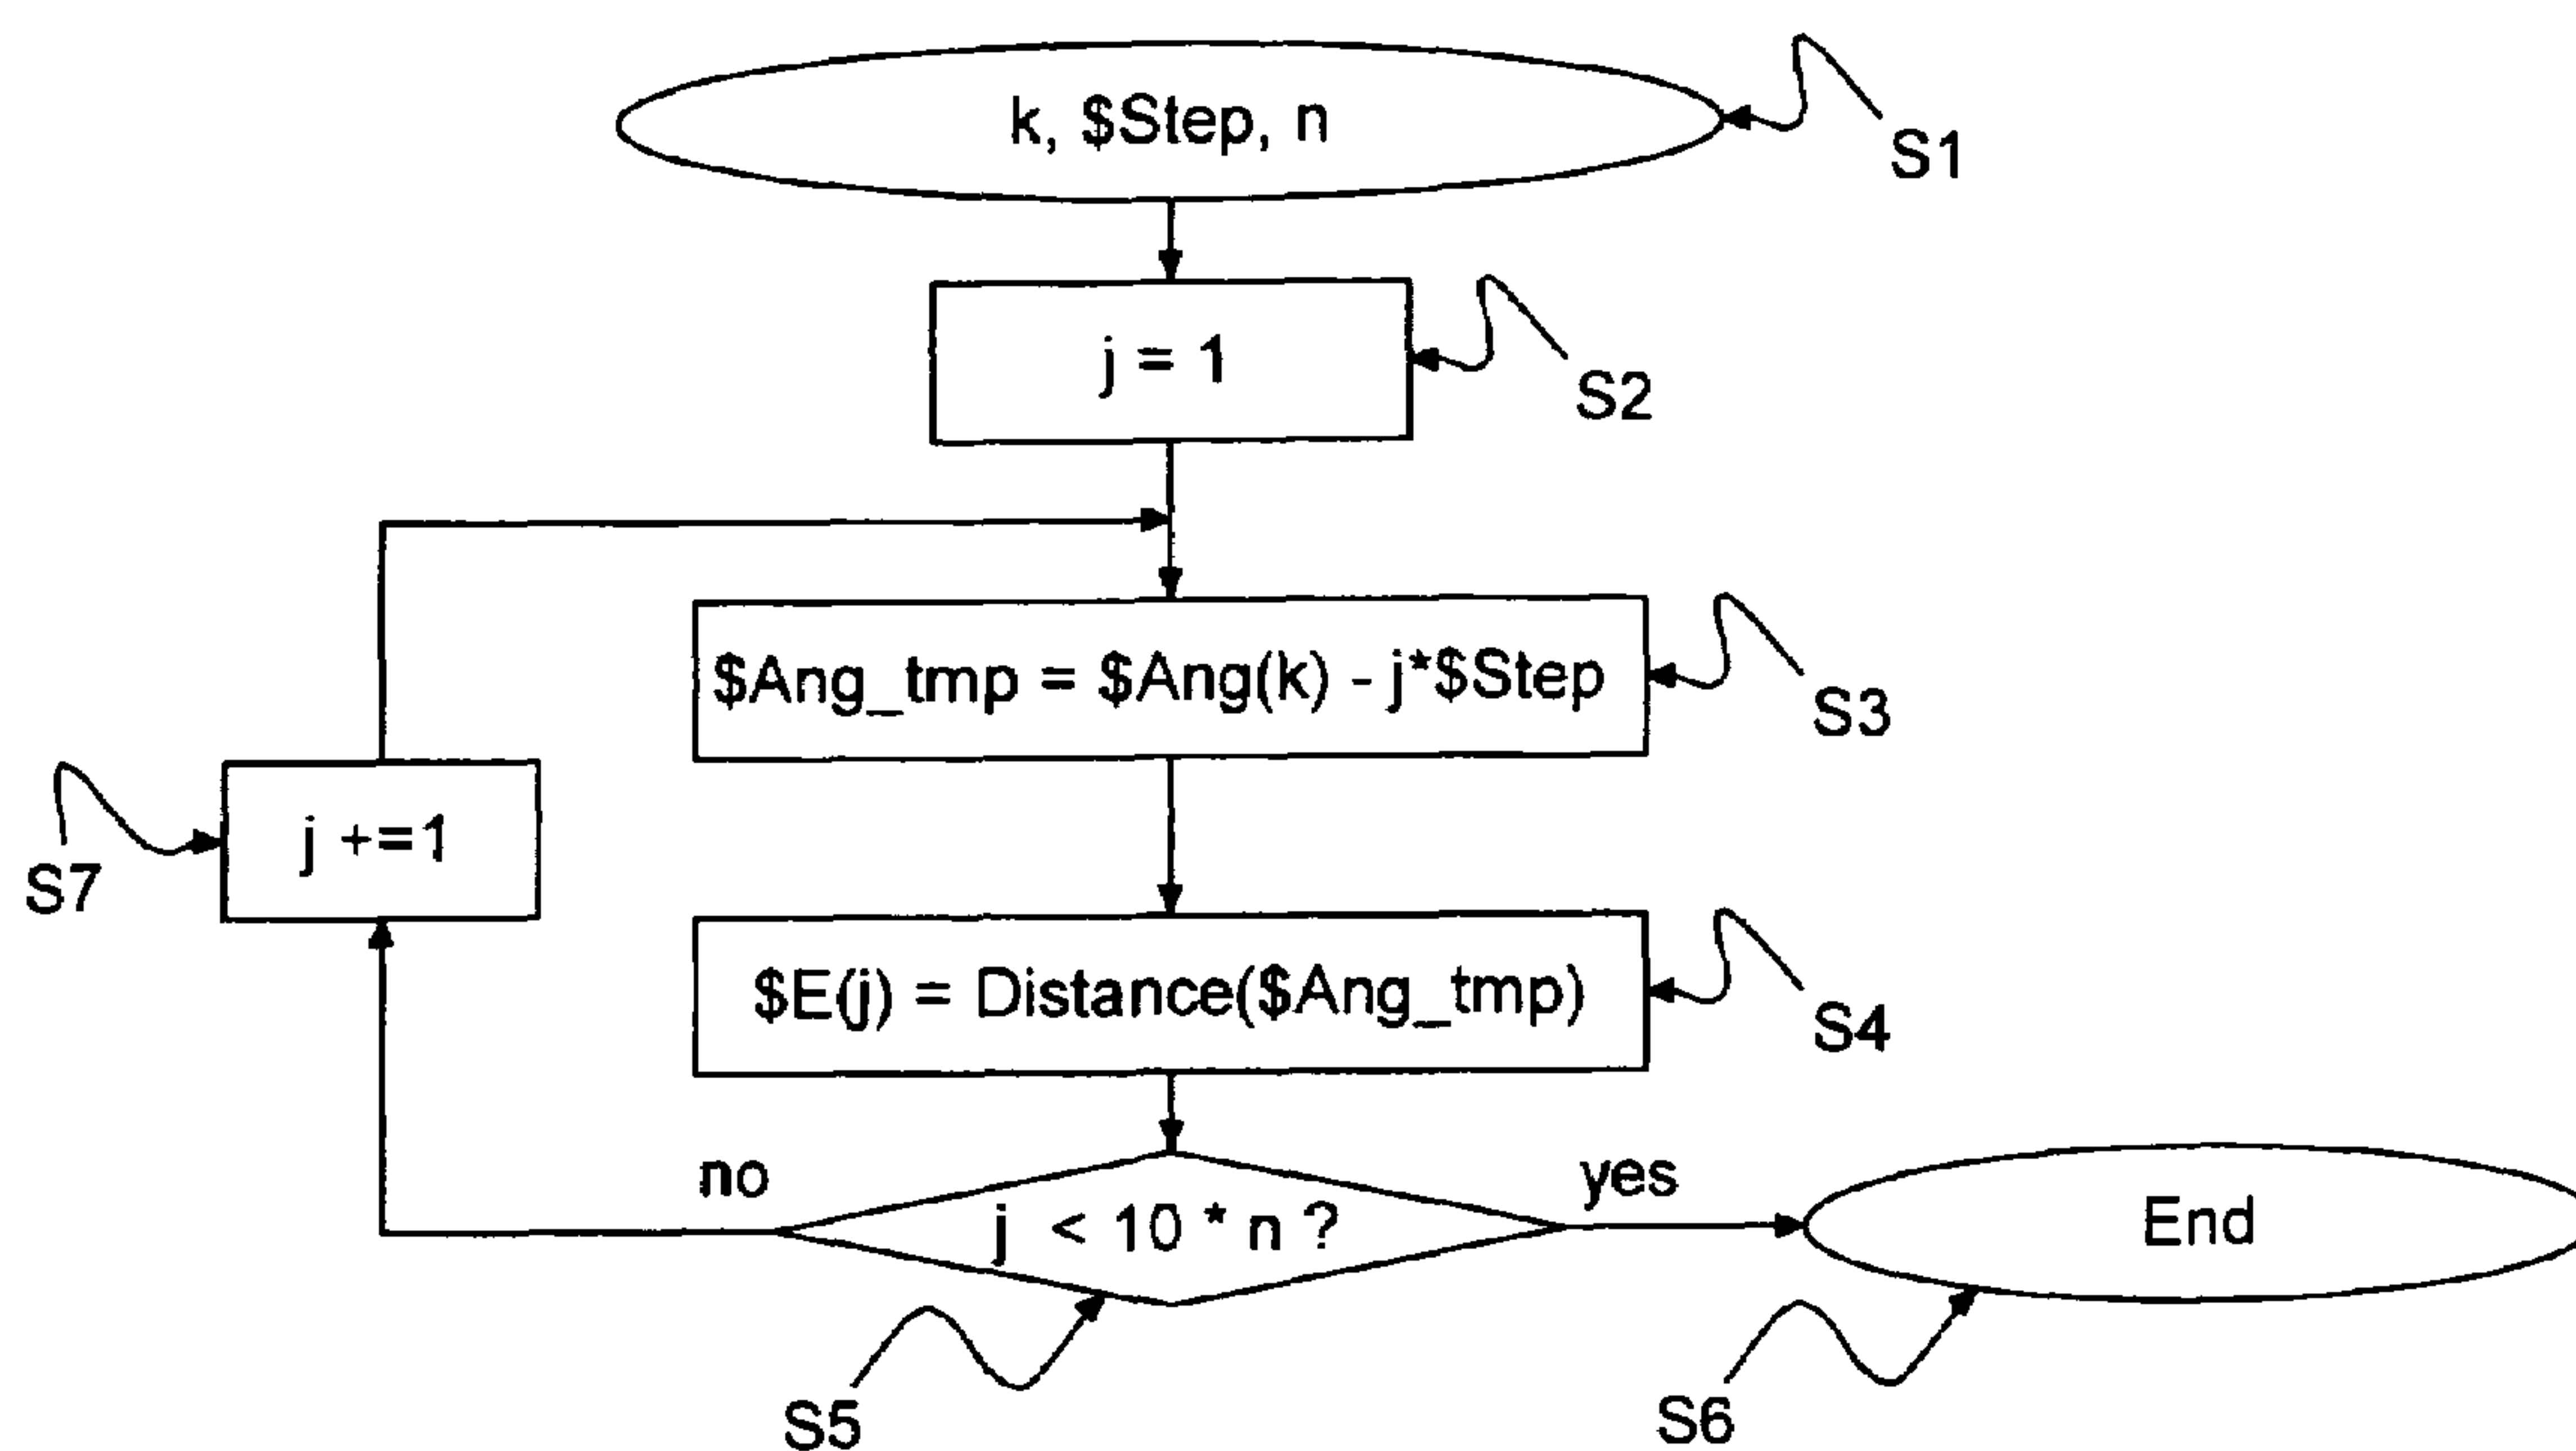 k, $Step, n
S1
j = 1
S2
$Ang_tmp = $Ang(k) - j*$Step
S3
j +=1
S7
$E(j) = Distance($Ang_tmp)
S4
no
j < 10 * n ?
yes
End
S5
S6